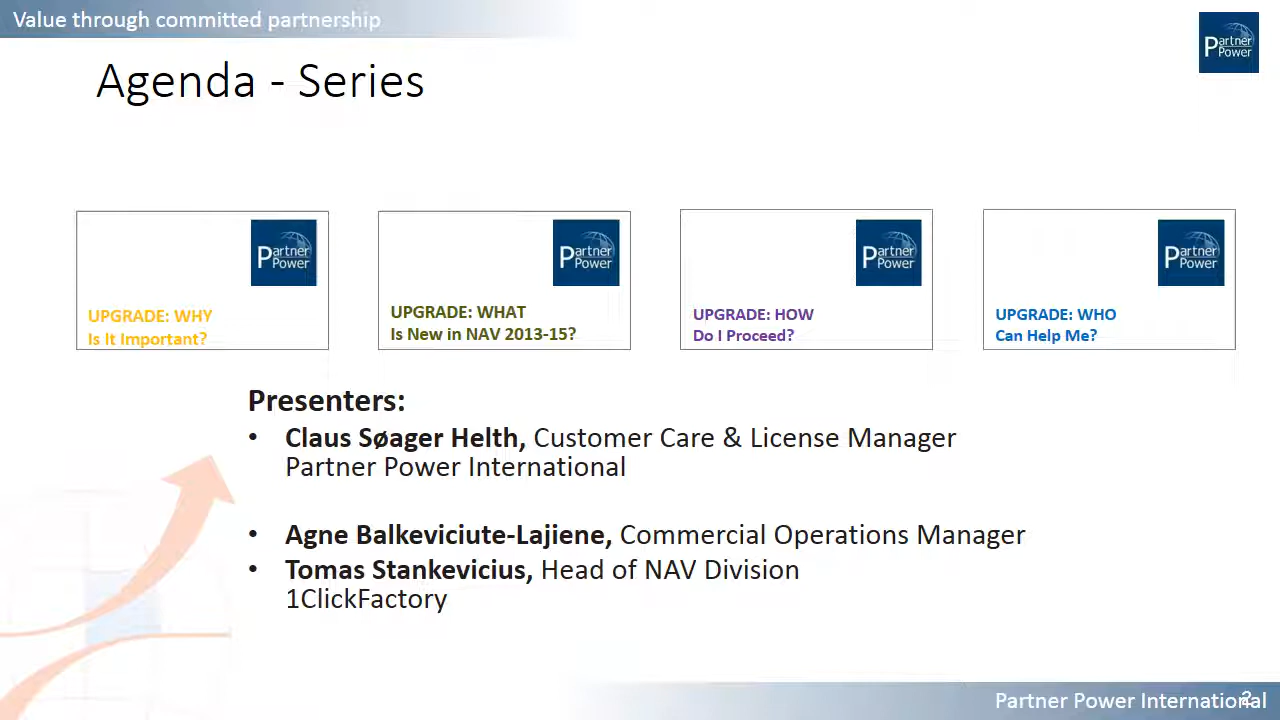 Value through committed partnership
Partner
Power
Agenda - Series
Partner
Power
UPGRADE: WHY
Is It Important?
Partner
Power
UPGRADE: WHAT
Is New in NAV 2013-15?
Partner
Power
UPGRADE: HOW
Do I Proceed?
Partner
Power
UPGRADE: WHO
Can Help Me?
Presenters:
• Claus Søager Helth, Customer Care & License Manager
Partner Power International
• Agne Balkeviciute-Lajiene, Commercial Operations Manager
• Tomas Stankevicius, Head of NAV Division
1ClickFactory
Partner Power International
2